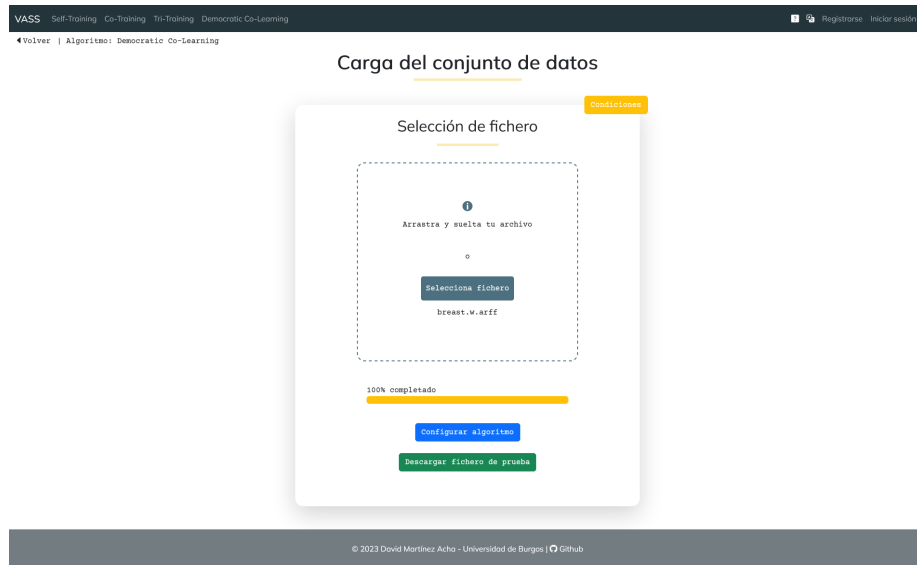 VASS Self-Training Co-Training Tri-Training Democratic Co-Learning Registrarse Iniciar sesión
Volver | Algoritmo: Democratic Co-Learning
Carga del conjunto de datos
Condiciones
Selección de fichero
Arrastra y suelta tu archivo
o
Selecciona fichero
breast.w.arff
100% completado
Configurar algoritmo
Descargar fichero de prueba
© 2023 David Martínez Acha - Universidad de Burgos | Github